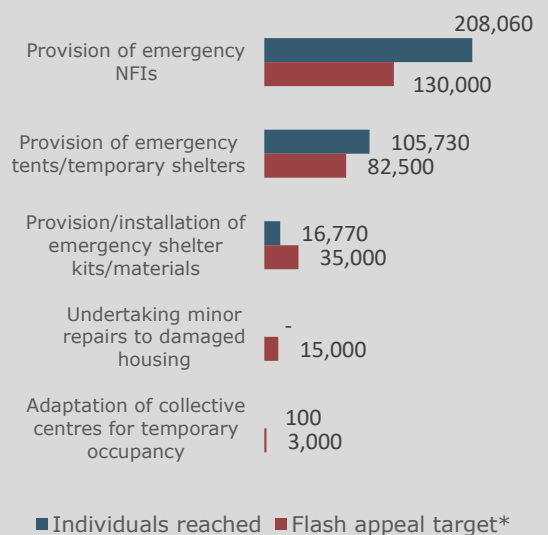 208,060
Provision of emergency
NFIs
130,000
Provision of emergency
tents/temporary shelters
105,730
82,500
Provision/installation of
emergency shelter
kits/materials
16,770
35,000
Undertaking minor
repairs to damaged
housing
-
15,000
Adaptation of collective
centres for temporary
occupancy
100
3,000
Individuals reached Flash appeal target*